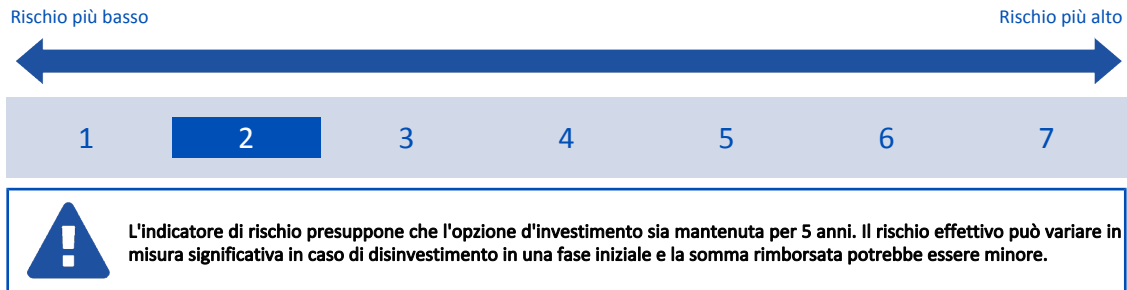 Rischio più basso Rischio più alto
1 2 3 4 5 6 7
L'indicatore di rischio presuppone che l'opzione d'investimento sia mantenuta per 5 anni. Il rischio effettivo può variare in
misura significativa in caso di disinvestimento in una fase iniziale e la somma rimborsata potrebbe essere minore.